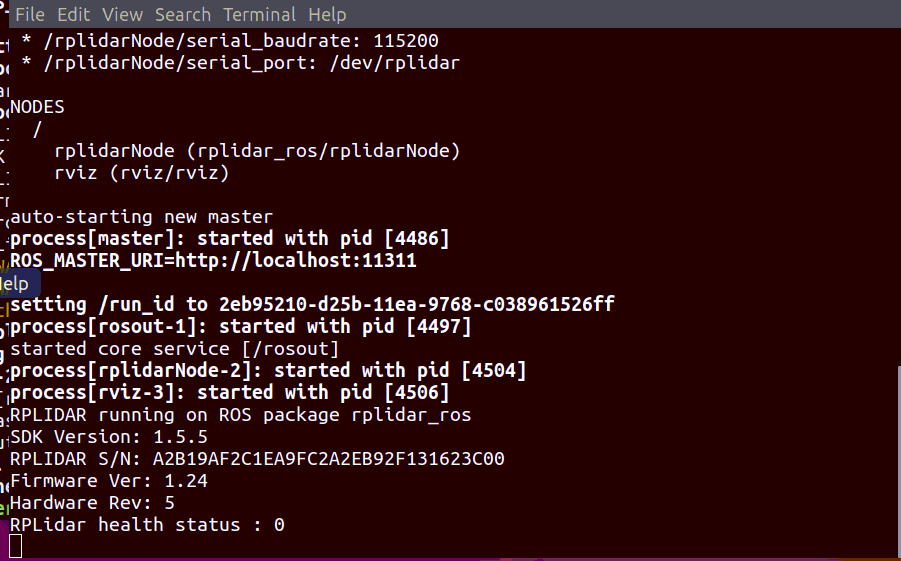 File Edit View Search Terminal Help
* /rplidarNode/serial_baudrate: 115200
* /rplidarNode/serial_port: /dev/rplidar
NODES
/
rplidarNode (rplidar_ros/rplidarNode)
rviz (rviz/rviz)
auto-starting new master
process[master]: started with pid [4486]
ROS_MASTER_URI=http://localhost:11311
setting /run_id to 2eb95210-d25b-11ea-9768-c038961526ff
process[rosout-1]: started with pid [4497]
started core service [/rosout]
process[rplidarNode-2]: started with pid [4504]
process[rviz-3]: started with pid [4506]
RPLIDAR running on ROS package rplidar_ros
SDK Version: 1.5.5
RPLIDAR S/N: A2B19AF2C1EA9FC2A2EB92F131623C00
Firmware Ver: 1.24
Hardware Rev: 5
RPLidar health status : 0